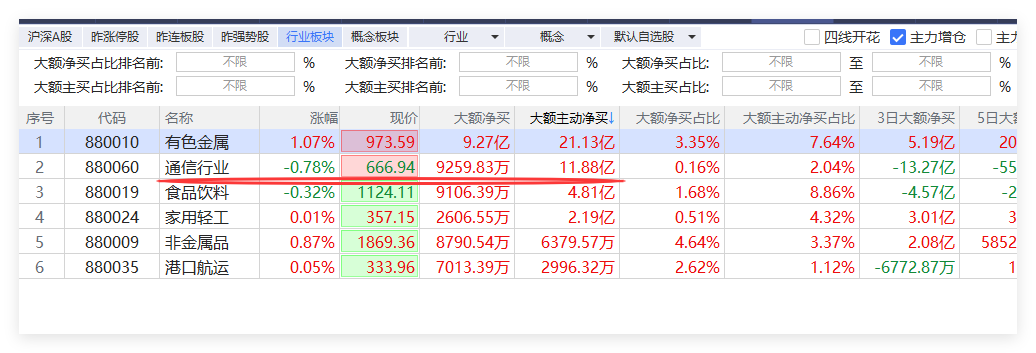 沪深A股 昨涨停股 昨连板股 昨强势股 行业板块 概念板块 行业 概念 默认自选股 四线开花 主力增仓 主力
大额净买占比排名前: 不限 % 大额净买排名前: 不限 % 大额净买占比: 不限 至 不限 %
大额主买占比排名前: 不限 % 大额主买排名前: 不限 % 大额主买占比: 不限 至 不限 %
序号 代码 名称 涨幅 现价 大额净买 大额主动净买↓ 大额净买占比 大额主动净买占比 3日大额净买 5日大
1 880010 有色金属 1.07% 973.59 9.27亿 21.13亿 3.35% 7.64% 5.19亿 20
2 880060 通信行业 -0.78% 666.94 9259.83万 11.88亿 0.16% 2.04% -13.27亿 -55
3 880019 食品饮料 -0.32% 1124.11 9106.39万 4.81亿 1.68% 8.86% -4.57亿 -2
4 880024 家用轻工 0.01% 357.15 2606.55万 2.19亿 0.51% 4.32% 3.01亿 3
5 880009 非金属品 0.87% 1869.36 8790.54万 6379.57万 4.64% 3.37% 2.08亿 5852
6 880035 港口航运 0.05% 333.96 7013.39万 2996.32万 2.62% 1.12% -6772.87万 1